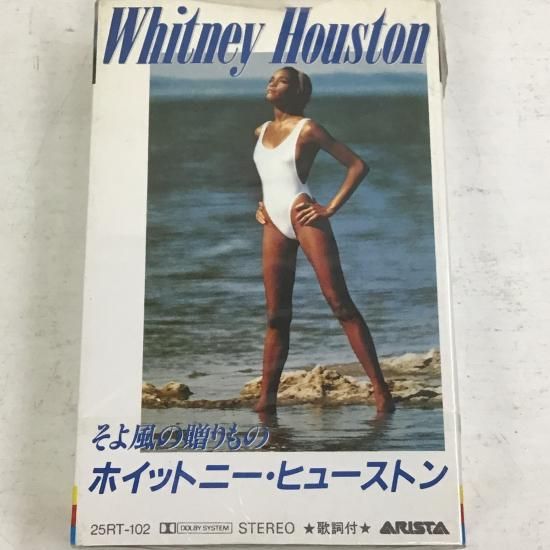 Whitney Houston
そよ風の贈りもの
ホイットニー・ヒューストン
25RT-102 DOLBY SYSTEM STEREO ★歌詞付★ ARISTA